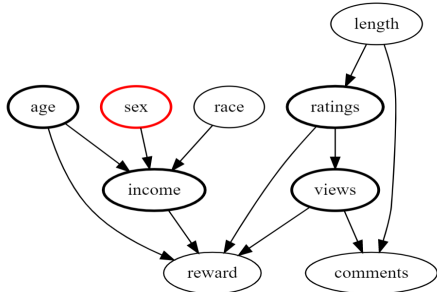 length
age sex race ratings
income views
reward comments